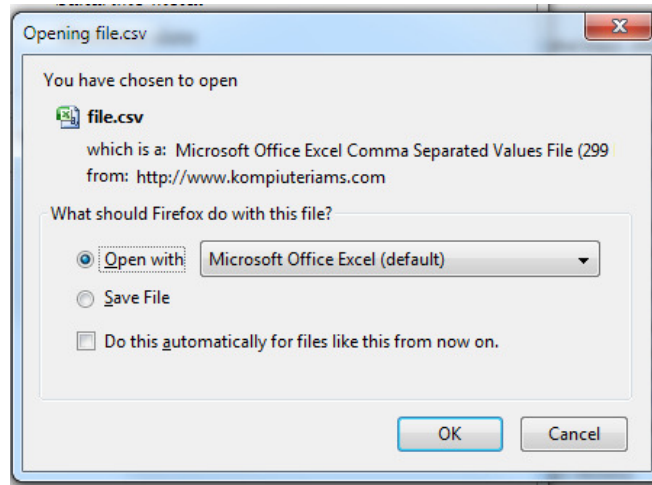 Opening file.csv
You have chosen to open
file.csv
which is a: Microsoft Office Excel Comma Separated Values File (299
from: http://www.kompiuteriams.com
What should Firefox do with this file?
Open with Microsoft Office Excel (default)
Save File
Do this automatically for files like this from now on.
OK Cancel